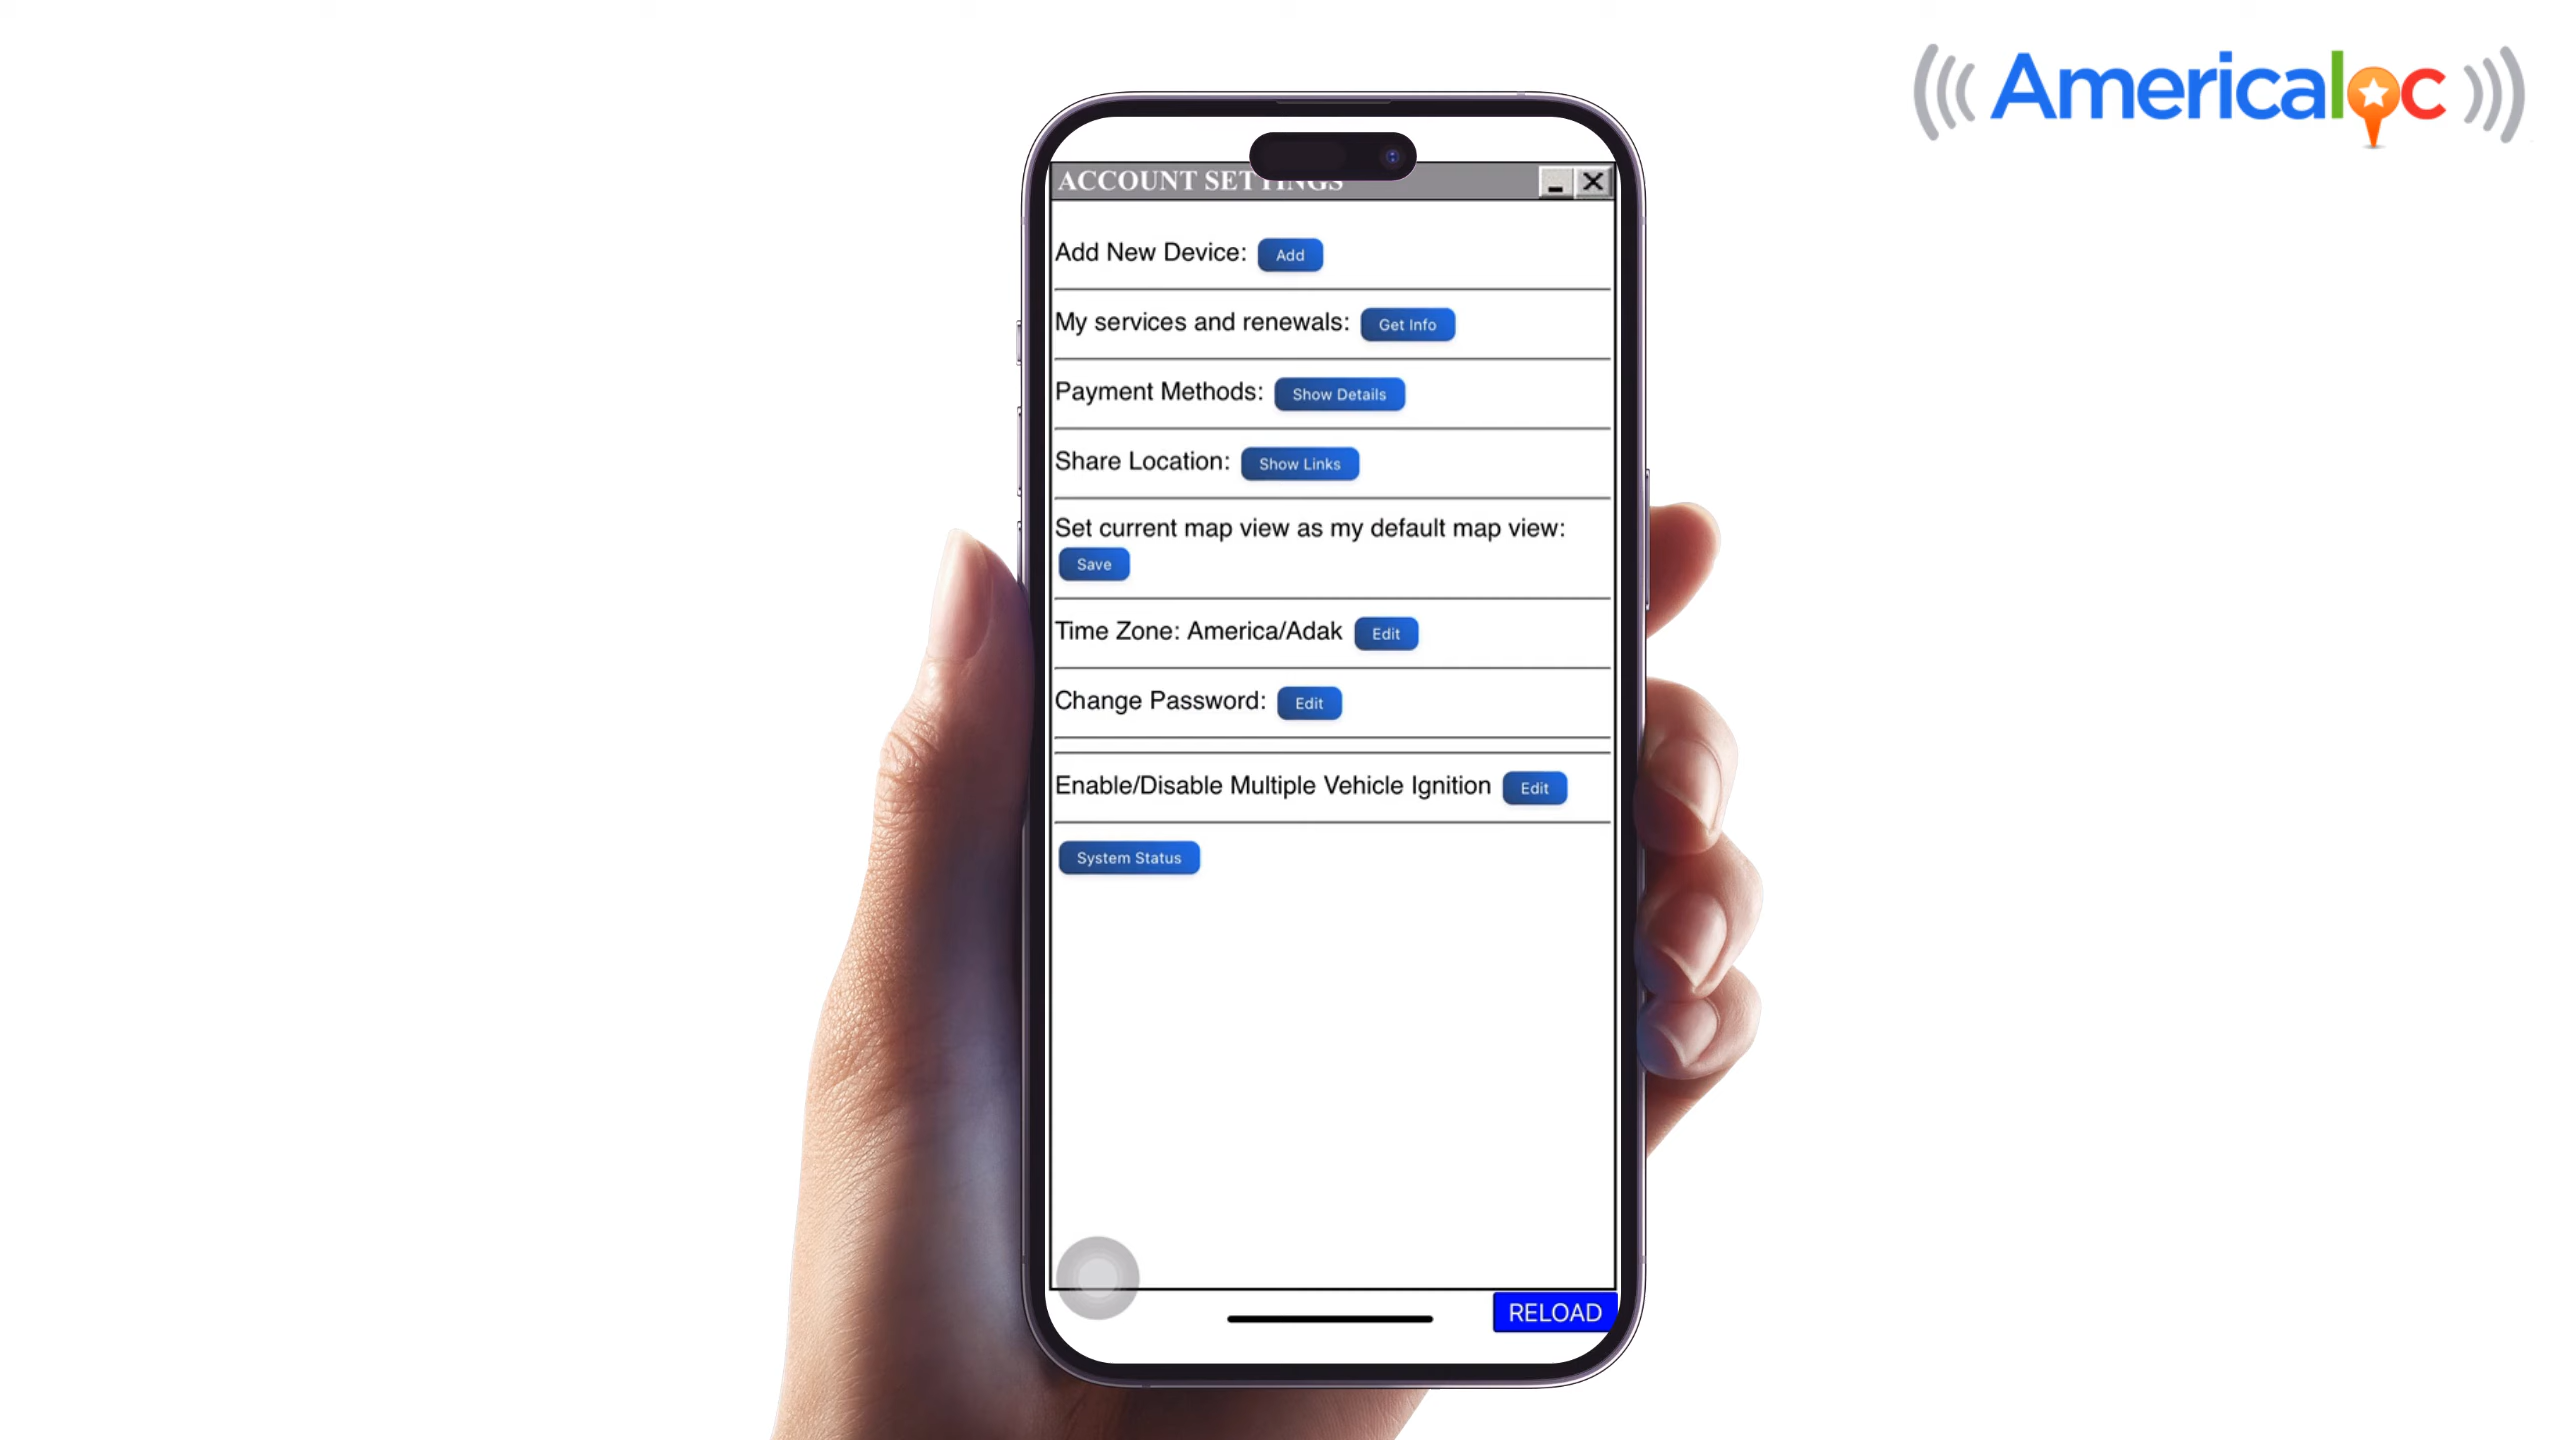 Americaloc
ACCOUNT SETTINGS
Add New Device: Add
My services and renewals: Get Info
Payment Methods: Show Details
Share Location: Show Links
Set current map view as my default map view:
Save
Time Zone: America/Adak Edit
Change Password: Edit
Enable/Disable Multiple Vehicle Ignition Edit
System Status
RELOAD